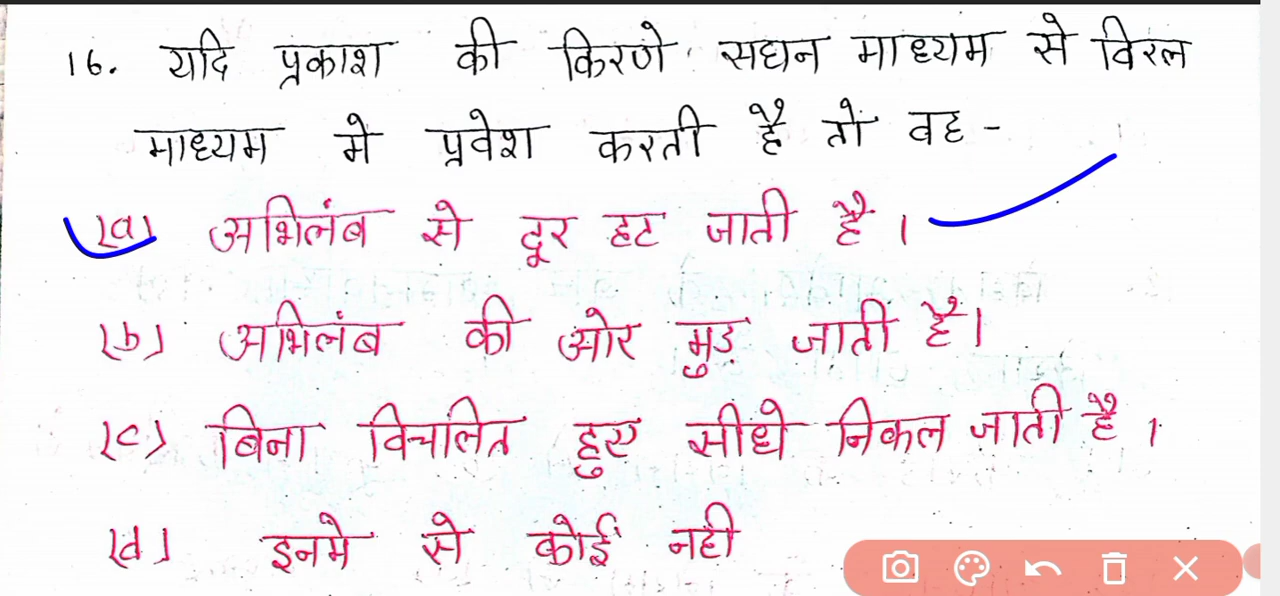 16. यदि प्रकाश की किरणे सघन माध्यम से विरल
माध्यम मे प्रवेश करती है तो वह -
(a) अभिलंब से दूर हट जाती है ।
(b) अभिलंब की ओर मुड़ जाती है।
(c) बिना विचलित हुए सीधे निकल जाती है ।
(d) इनमे से कोई नही